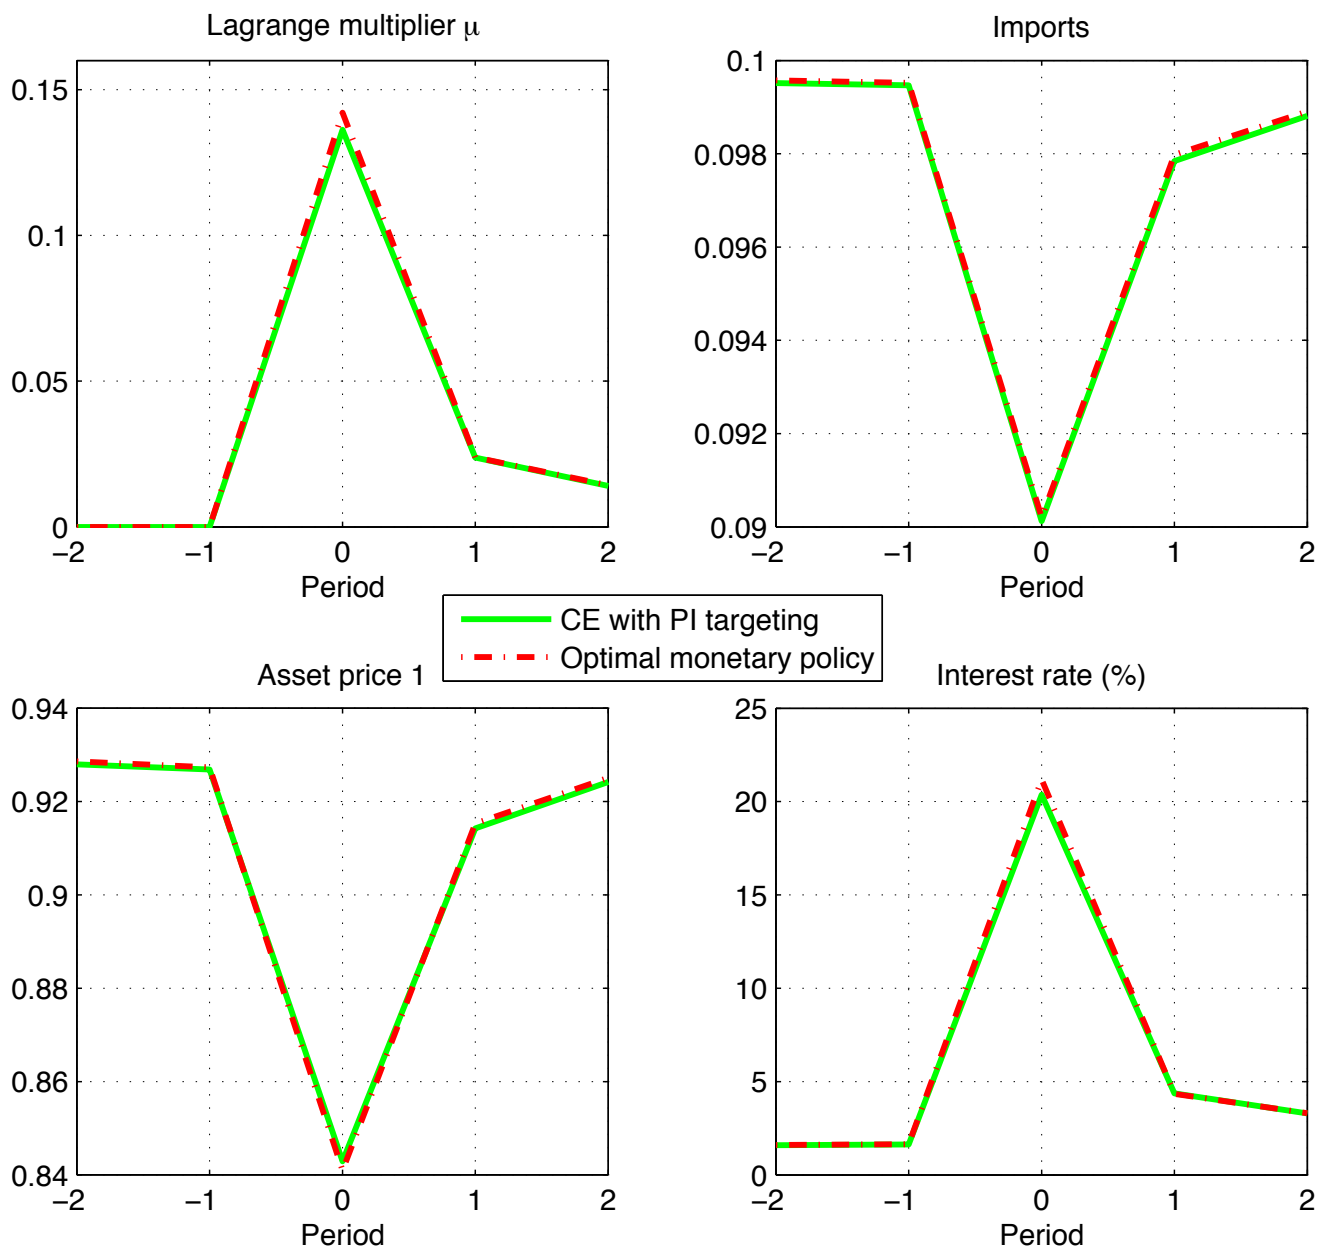 Lagrange multiplier μ
0.15
0.1
0.05
0
−2 −1 0 1 2
Period
Imports
0.1
0.098
0.096
0.094
0.092
0.09
−2 −1 0 1 2
Period
CE with PI targeting
Optimal monetary policy
Asset price 1
0.94
0.92
0.9
0.88
0.86
0.84
−2 −1 0 1 2
Period
Interest rate (%)
25
20
15
10
5
0
−2 −1 0 1 2
Period